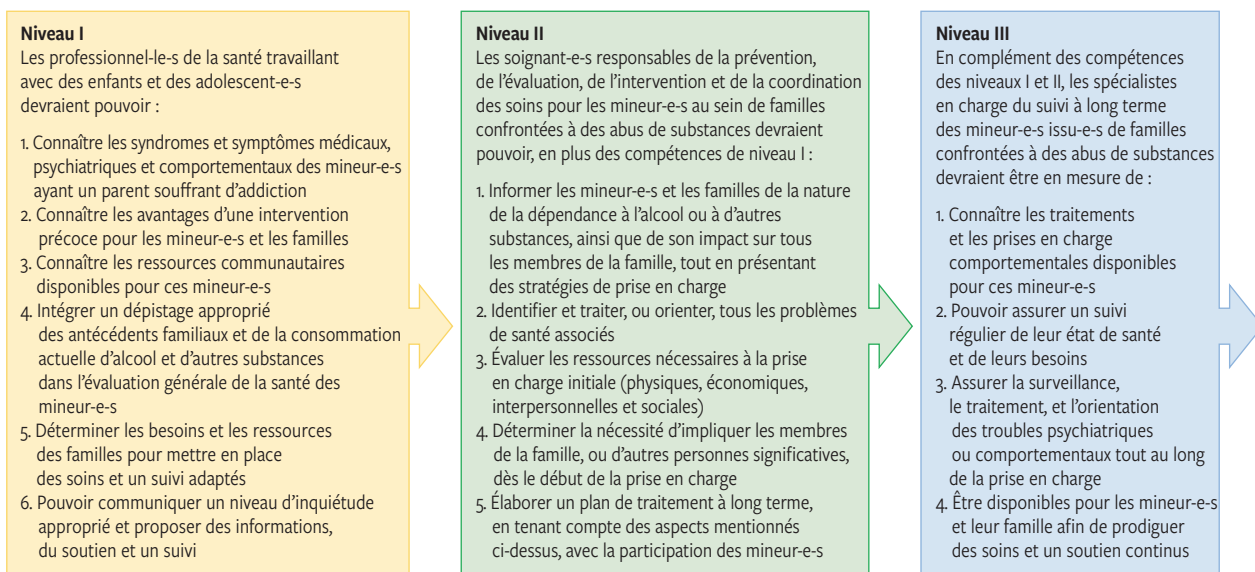 Niveau I
Les professionnel-le-s de la santé travaillant
avec des enfants et des adolescent-e-s
devraient pouvoir :
1. Connaître les syndromes et symptômes médicaux,
psychiatriques et comportementaux des mineur-e-s
ayant un parent souffrant d’addiction
2. Connaître les avantages d’une intervention
précoce pour les mineur-e-s et les familles
3. Connaître les ressources communautaires
disponibles pour ces mineur-e-s
4. Intégrer un dépistage approprié
des antécédents familiaux et de la consommation
actuelle d’alcool et d’autres substances
dans l’évaluation générale de la santé des
mineur-e-s
5. Déterminer les besoins et les ressources
des familles pour mettre en place
des soins et un suivi adaptés
6. Pouvoir communiquer un niveau d’inquiétude
approprié et proposer des informations,
du soutien et un suivi
Niveau II
Les soignant-e-s responsables de la prévention,
de l’évaluation, de l’intervention et de la coordination
des soins pour les mineur-e-s au sein de familles
confrontées à des abus de substances devraient
pouvoir, en plus des compétences de niveau I :
1. Informer les mineur-e-s et les familles de la nature
de la dépendance à l’alcool ou à d’autres
substances, ainsi que de son impact sur tous
les membres de la famille, tout en présentant
des stratégies de prise en charge
2. Identifier et traiter, ou orienter, tous les problèmes
de santé associés
3. Évaluer les ressources nécessaires à la prise
en charge initiale (physiques, économiques,
interpersonnelles et sociales)
4. Déterminer la nécessité d’impliquer les membres
de la famille, ou d’autres personnes significatives,
dès le début de la prise en charge
5. Élaborer un plan de traitement à long terme,
en tenant compte des aspects mentionnés
ci-dessus, avec la participation des mineur-e-s
Niveau III
En complément des compétences
des niveaux I et II, les spécialistes
en charge du suivi à long terme
des mineur-e-s issu-e-s de familles
confrontées à des abus de substances
devraient être en mesure de :
1. Connaître les traitements
et les prises en charge
comportementales disponibles
pour ces mineur-e-s
2. Pouvoir assurer un suivi
régulier de leur état de santé
et de leurs besoins
3. Assurer la surveillance,
le traitement, et l’orientation
des troubles psychiatriques
ou comportementaux tout au long
de la prise en charge
4. Être disponibles pour les mineur-e-s
et leur famille afin de prodiguer
des soins et un soutien continus